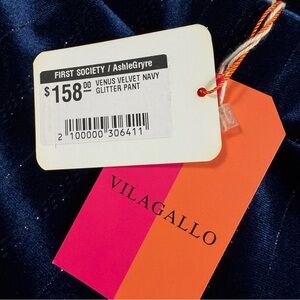 FIRST SOCIETY / AshleGryre
$158.00 VENUS VELVET NAVY
GLITTER PANT
2 100000 306411
VILAGALLO